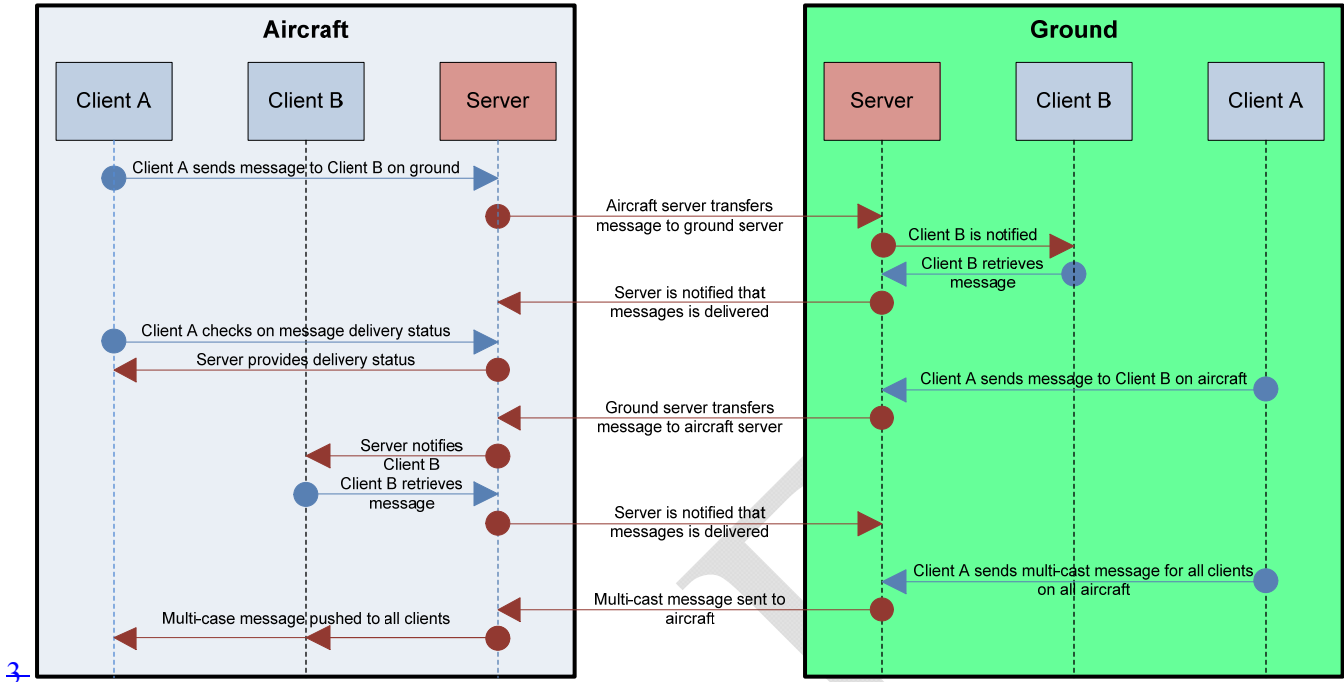 Aircraft
Ground
Client A
Client B
Server
Server
Client B
Client A
Client A sends message to Client B on ground
Aircraft server transfers
message to ground server
Client B is notified
Client B retrieves
message
Server is notified that
messages is delivered
Client A checks on message delivery status
Server provides delivery status
Client A sends message to Client B on aircraft
Ground server transfers
message to aircraft server
Server notifies
Client B
Client B retrieves
message
Server is notified that
messages is delivered
Client A sends multi-cast message for all clients
on all aircraft
Multi-cast message sent to
aircraft
Multi-case message pushed to all clients
3